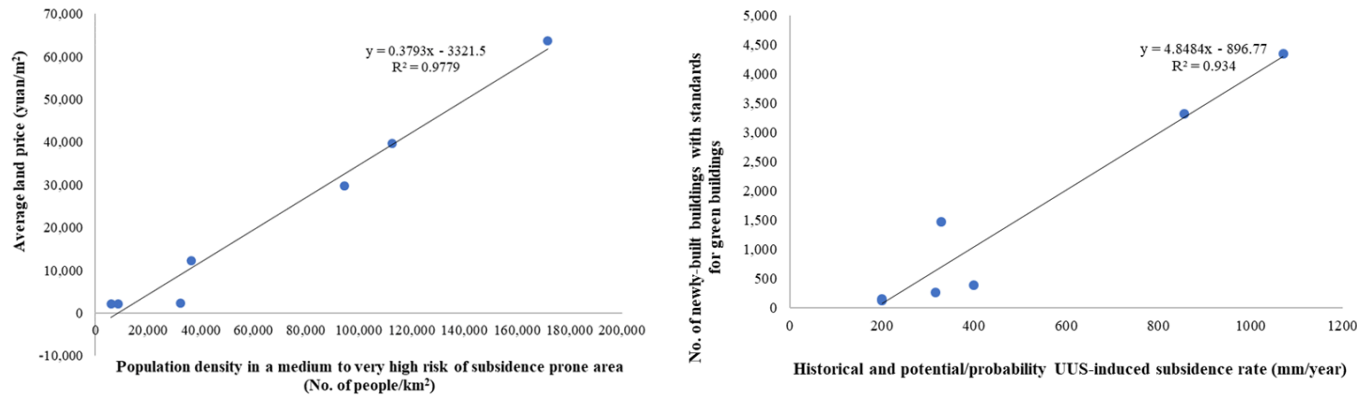 70,000
60,000
50,000
40,000
30,000
20,000
10,000
0
-10,000
Average land price (yuan/m²)
y = 0.3793x - 3321.5
R² = 0.9779
0 20,000 40,000 60,000 80,000 100,000 120,000 140,000 160,000 180,000 200,000
Population density in a medium to very high risk of subsidence prone area
(No. of people/km²)
5,000
4,500
4,000
3,500
3,000
2,500
2,000
1,500
1,000
500
0
No. of newly-built buildings with standards
for green buildings
y = 4.8484x - 896.77
R² = 0.934
0 200 400 600 800 1000 1200
Historical and potential/probability UUS-induced subsidence rate (mm/year)